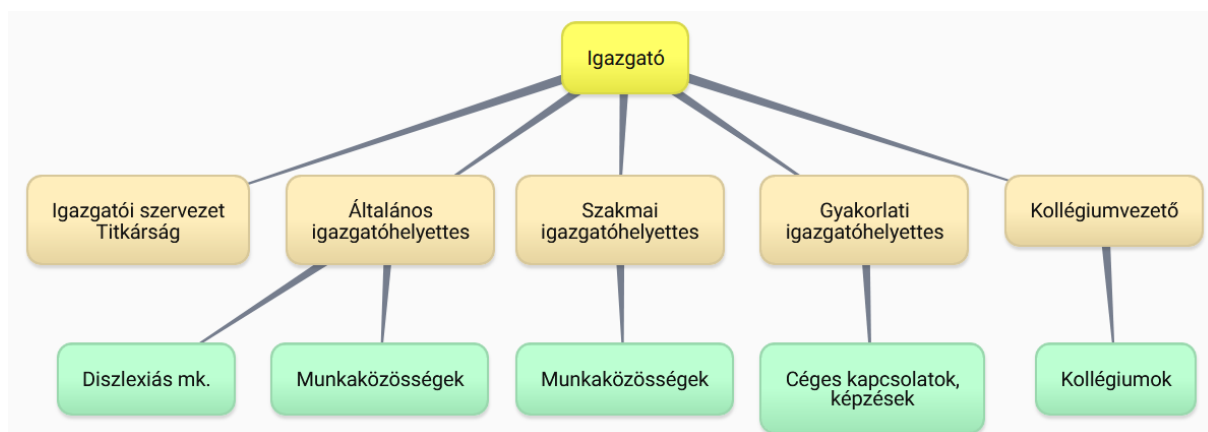 Igazgató
Igazgatói szervezet
Titkárság
Általános
igazgatóhelyettes
Szakmai
igazgatóhelyettes
Gyakorlati
igazgatóhelyettes
Kollégiumvezető
Diszlexiás mk.
Munkaközösségek
Munkaközösségek
Céges kapcsolatok,
képzések
Kollégiumok